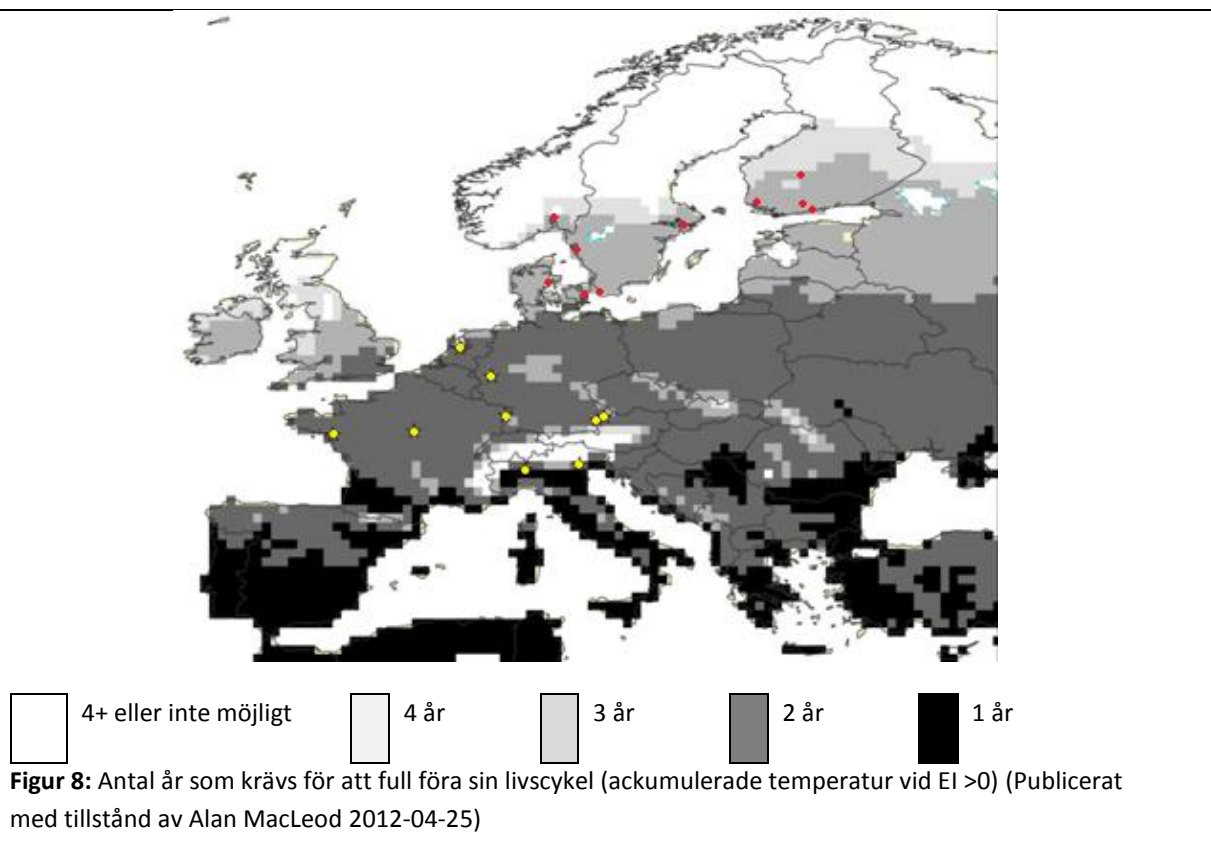 4+ eller inte möjligt 4 år 3 år 2 år 1 år
Figur 8: Antal år som krävs för att full föra sin livscykel (ackumulerade temperatur vid EI >0) (Publicerat
med tillstånd av Alan MacLeod 2012-04-25)